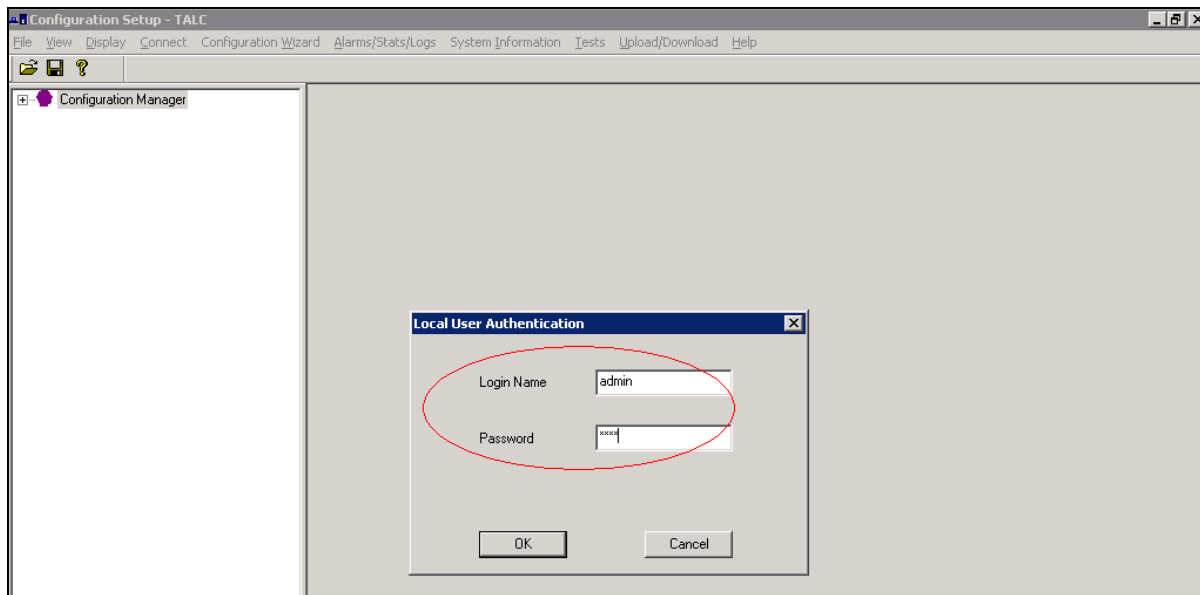 Configuration Setup - TALC
File View Display Connect Configuration Wizard Alarms/Stats/Logs System Information Tests Upload/Download Help
Configuration Manager
Local User Authentication
Login Name admin
Password xxxx
OK Cancel